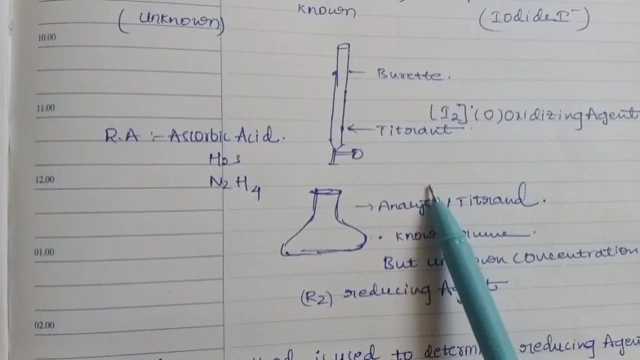 (unknown) known (Iodide I⁻)
10.00
Burette.
11.00
[I₂] (O) Oxidizing Agent
Titrant
R.A :- Ascorbic Acid.
H₂S
12.00
N₂H₄
Titrand.
01.00
But concentration
(R₂) reducing
02.00
is used to reducing Agen